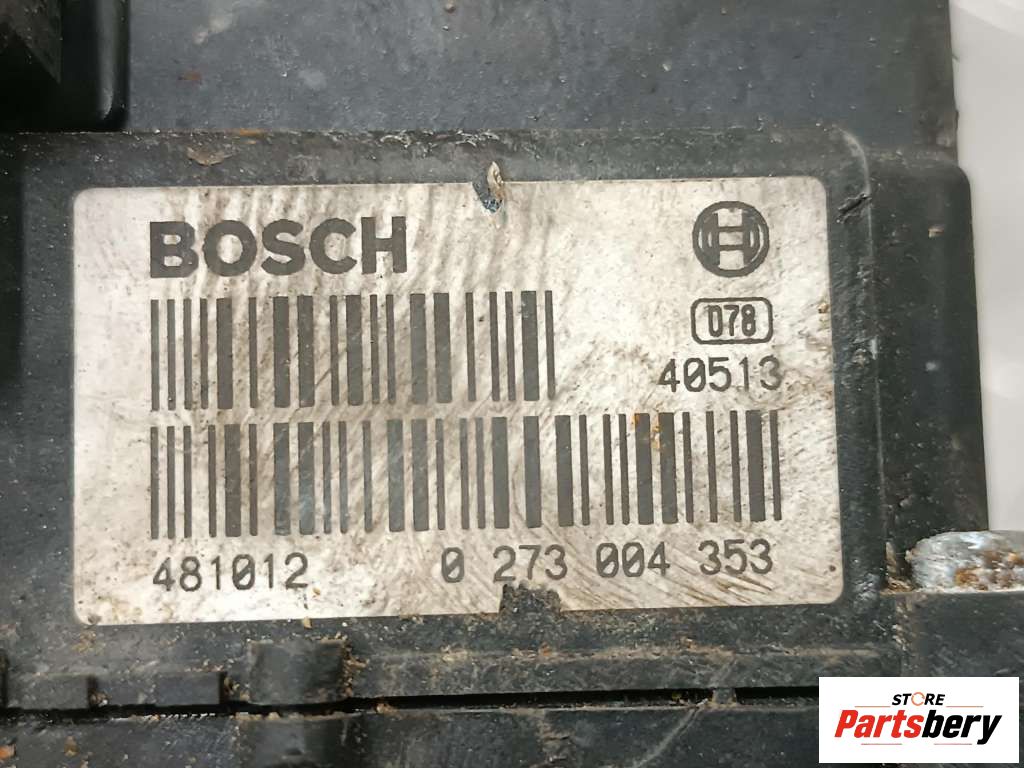 BOSCH
078
40513
481012 0 273 004 353
STORE
Partsbery